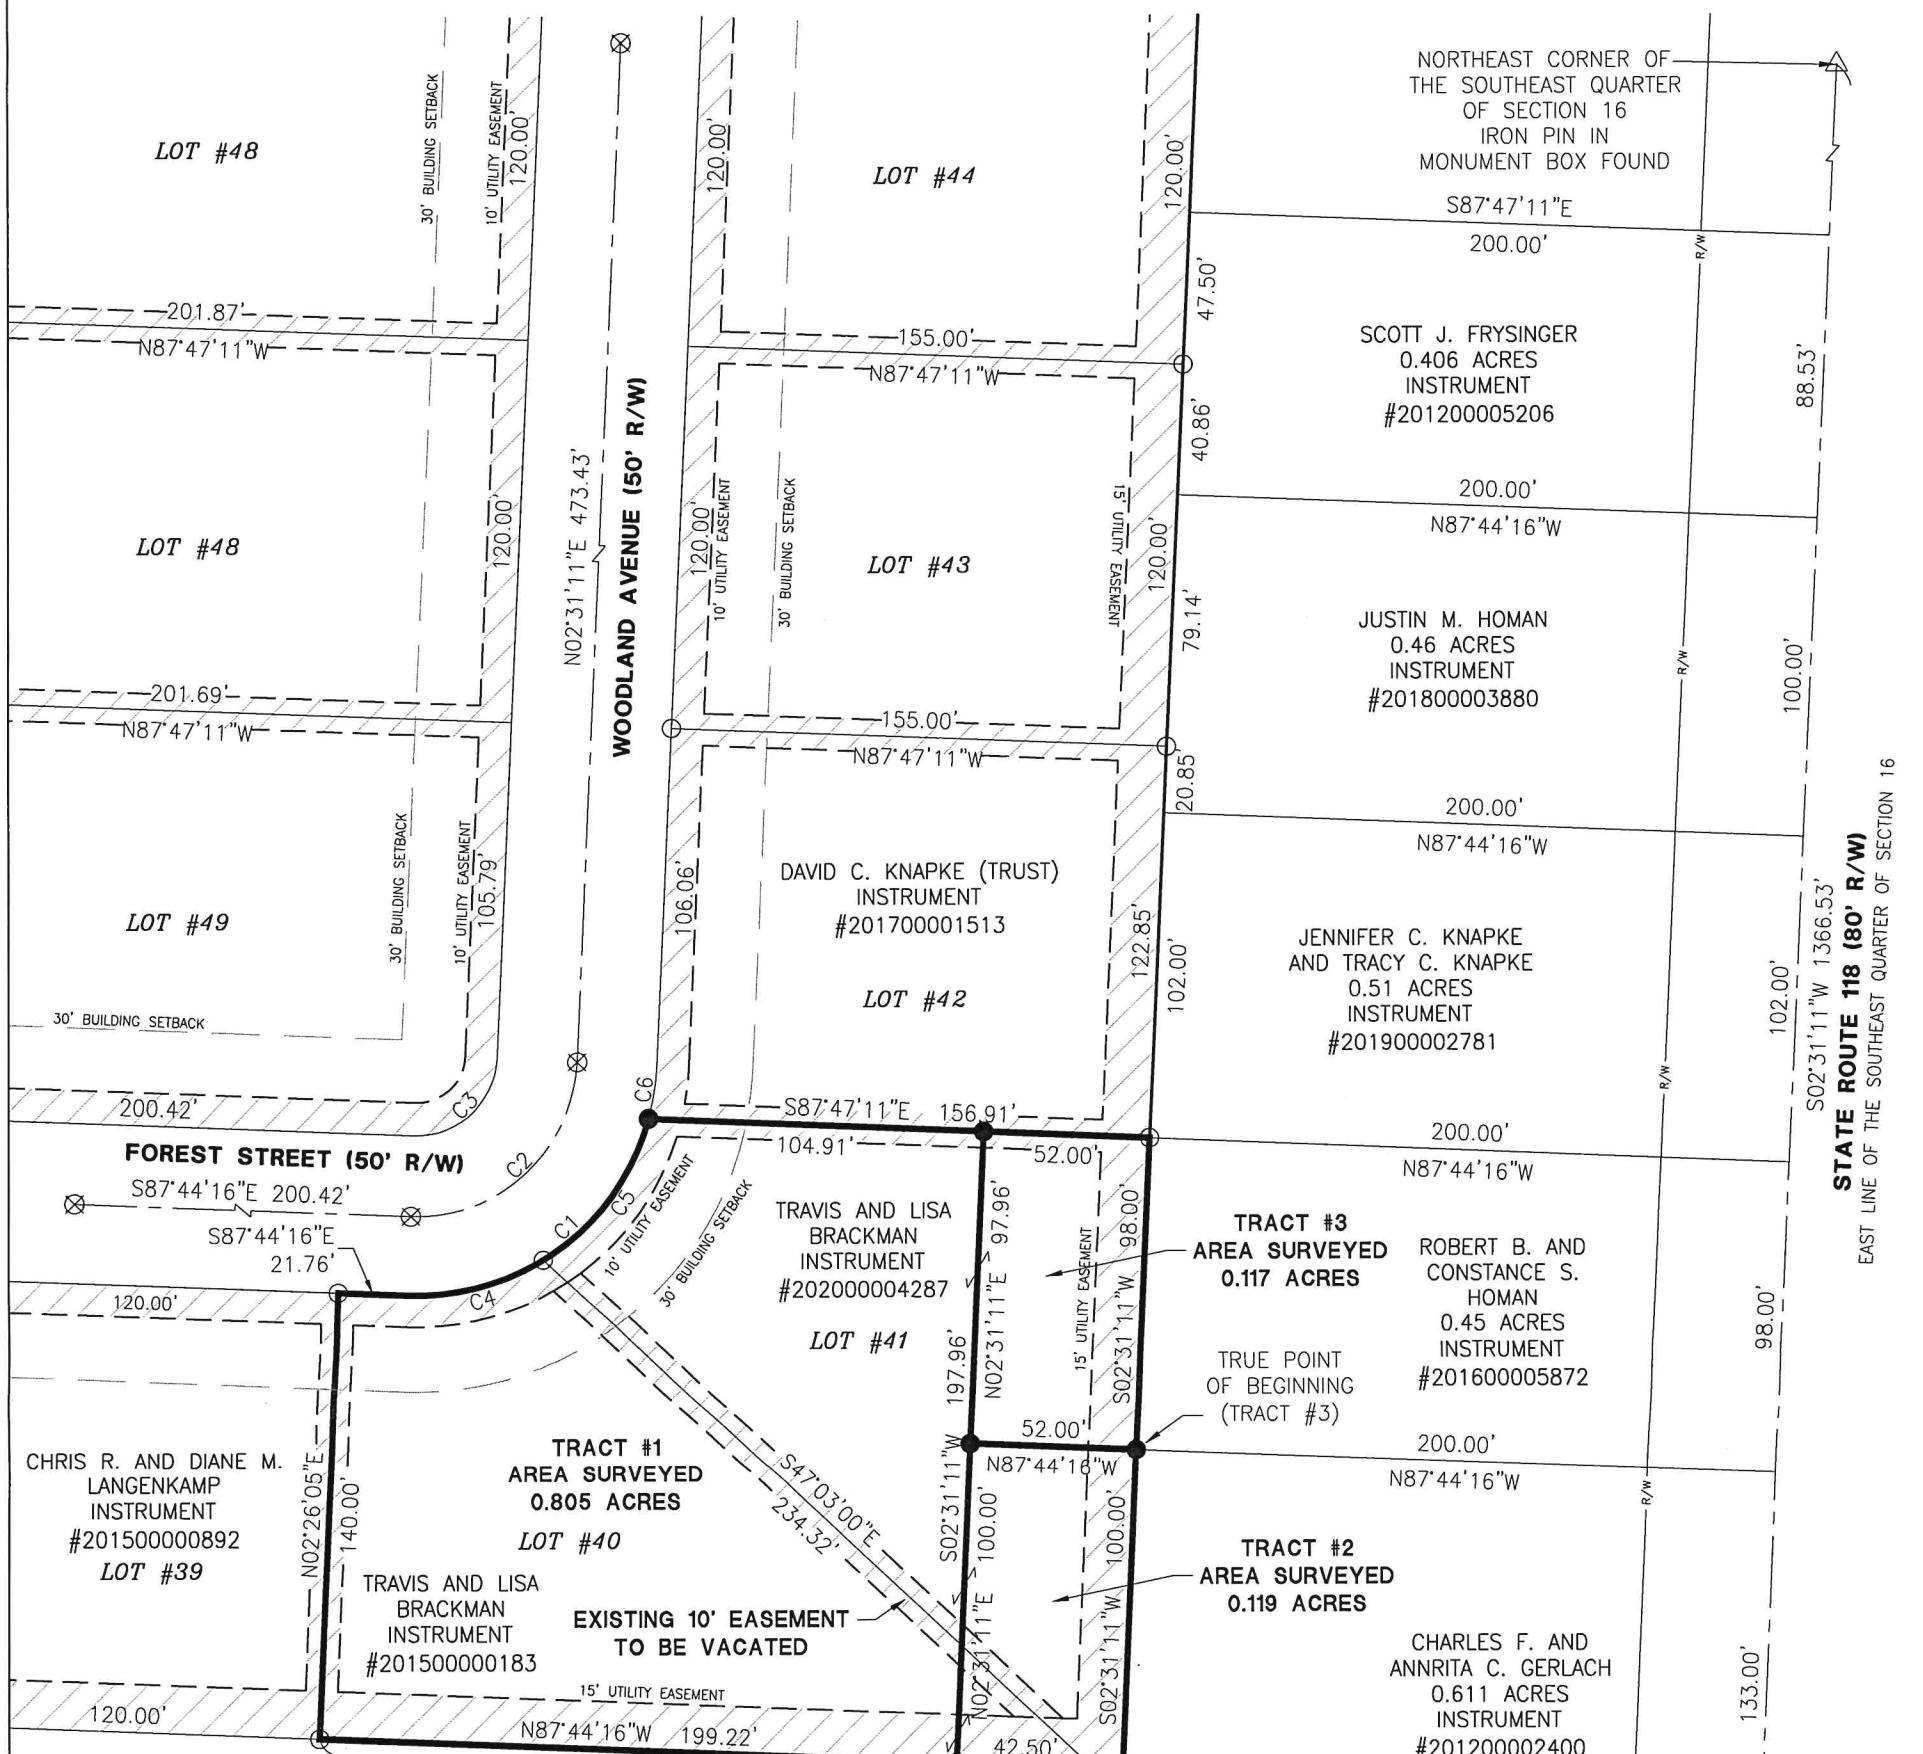 LOT #48
30' BUILDING SETBACK
10' UTILITY EASEMENT
120.00'
120.00'
LOT #44
120.00'
NORTHEAST CORNER OF
THE SOUTHEAST QUARTER
OF SECTION 16
IRON PIN IN
MONUMENT BOX FOUND
S87°47'11"E
200.00'
47.50'
201.87'
N87°47'11"W
155.00'
N87°47'11"W
SCOTT J. FRYSINGER
0.406 ACRES
INSTRUMENT
#201200005206
88.53'
40.86'
200.00'
N87°44'16"W
LOT #48
120.00'
N02°31'11"E 473.43'
WOODLAND AVENUE (50' R/W)
120.00'
10' UTILITY EASEMENT
30' BUILDING SETBACK
LOT #43
15' UTILITY EASEMENT
120.00'
79.14'
JUSTIN M. HOMAN
0.46 ACRES
INSTRUMENT
#201800003880
100.00'
R/W
R/W
201.69'
N87°47'11"W
155.00'
N87°47'11"W
20.85'
200.00'
N87°44'16"W
LOT #49
30' BUILDING SETBACK
10' UTILITY EASEMENT
105.79'
30' BUILDING SETBACK
106.06'
DAVID C. KNAPKE (TRUST)
INSTRUMENT
#201700001513
LOT #42
122.85'
102.00'
JENNIFER C. KNAPKE
AND TRACY C. KNAPKE
0.51 ACRES
INSTRUMENT
#201900002781
R/W
102.00'
S02°31'11"W 1366.53'
STATE ROUTE 118 (80' R/W)
EAST LINE OF THE SOUTHEAST QUARTER OF SECTION 16
200.42'
C3
C6
S87°47'11"E 156.91'
104.91'
52.00'
200.00'
N87°44'16"W
FOREST STREET (50' R/W)
S87°44'16"E 200.42'
C2
S87°44'16"E
21.76'
C1
C5
C4
10' UTILITY EASEMENT
30' BUILDING SETBACK
TRAVIS AND LISA
BRACKMAN
INSTRUMENT
#202000004287
LOT #41
197.96'
S02°31'11"W
N02°31'11"E 97.96'
15' UTILITY EASEMENT
S02°31'11"W 98.00'
TRACT #3
AREA SURVEYED
0.117 ACRES
ROBERT B. AND
CONSTANCE S.
HOMAN
0.45 ACRES
INSTRUMENT
#201600005872
98.00'
TRUE POINT
OF BEGINNING
(TRACT #3)
120.00'
52.00'
N87°44'16"W
200.00'
N87°44'16"W
R/W
CHRIS R. AND DIANE M.
LANGENKAMP
INSTRUMENT
#201500000892
LOT #39
N02°26'05"E
140.00'
TRACT #1
AREA SURVEYED
0.805 ACRES
LOT #40
TRAVIS AND LISA
BRACKMAN
INSTRUMENT
#201500000183
S47°03'00"E
234.32'
EXISTING 10' EASEMENT
TO BE VACATED
N02°31'11"E 100.00'
S02°31'11"W 100.00'
TRACT #2
AREA SURVEYED
0.119 ACRES
CHARLES F. AND
ANNRITA C. GERLACH
0.611 ACRES
INSTRUMENT
#201200002400
133.00'
15' UTILITY EASEMENT
120.00'
N87°44'16"W 199.22'
42.50'